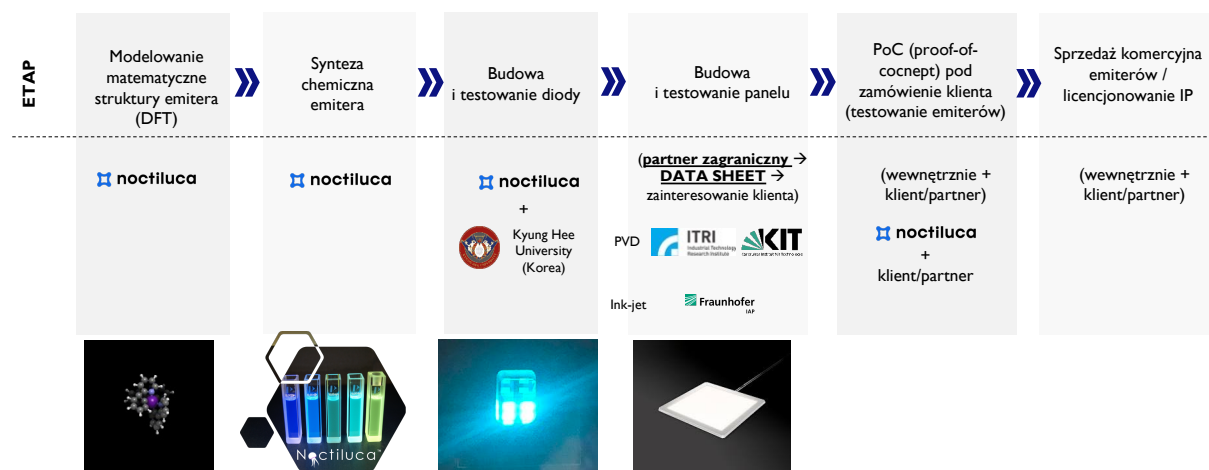 ETAP
Modelowanie
matematyczne
struktury emitera
(DFT)
Synteza
chemiczna
emitera
Budowa
i testowanie diody
Budowa
i testowanie panelu
PoC (proof-of-
cocnept) pod
zamówienie klienta
(testowanie emiterów)
Sprzedaż komercyjna
emiterów /
licencjonowanie IP
noctiluca
noctiluca
noctiluca
+
Kyung Hee
University
(Korea)
(partner zagraniczny →
DATA SHEET →
zainteresowanie klienta)
PVD
ITRI
Industrial Technology
Research Institute
KIT
Ink-jet
Fraunhofer
IAP
(wewnętrznie +
klient/partner)
noctiluca
+
klient/partner
(wewnętrznie +
klient/partner)
Noctiluca